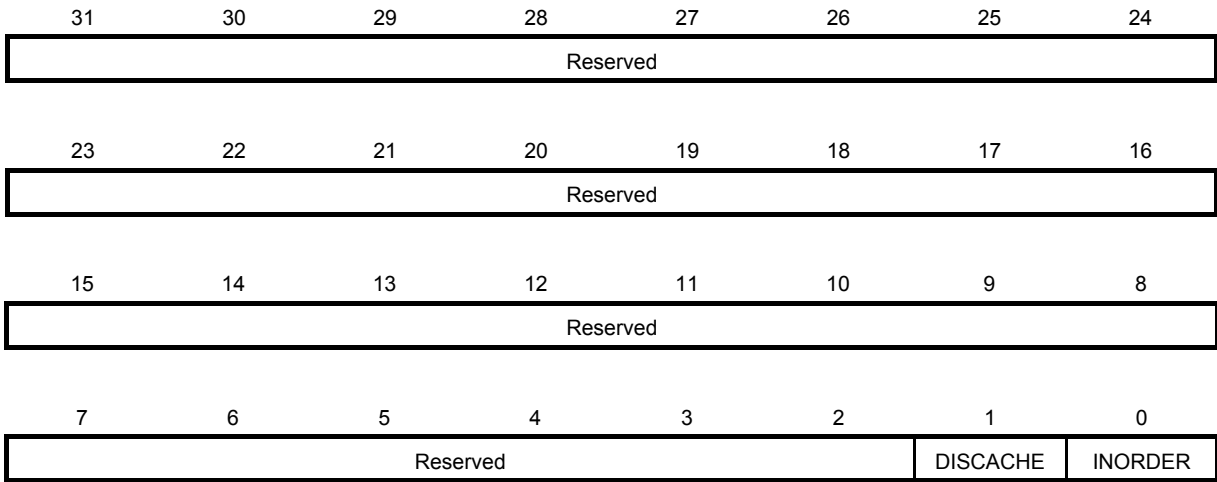 31 30 29 28 27 26 25 24
Reserved
23 22 21 20 19 18 17 16
Reserved
15 14 13 12 11 10 9 8
Reserved
7 6 5 4 3 2 1 0
Reserved DISCACHE INORDER